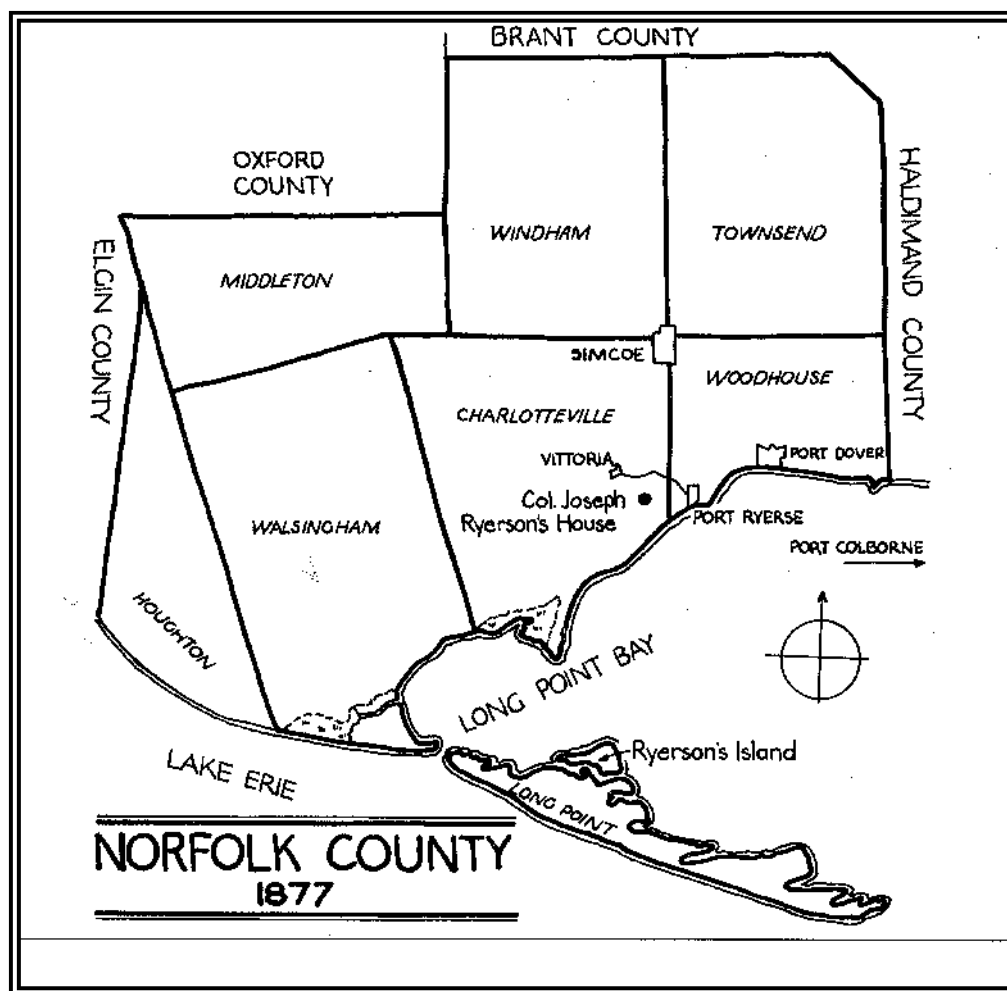 BRANT COUNTY
OXFORD
COUNTY
HALDIMAND COUNTY
ELGIN COUNTY
WINDHAM
TOWNSEND
MIDDLETON
SIMCOE
WOODHOUSE
CHARLOTTEVILLE
VITTORIA
PORT DOVER
Col. Joseph
Ryerson's House
PORT RYERSE
WALSINGHAM
PORT COLBORNE
HOUGHTON
LONG POINT BAY
Ryerson's Island
LAKE ERIE
LONG POINT
NORFOLK COUNTY
1877